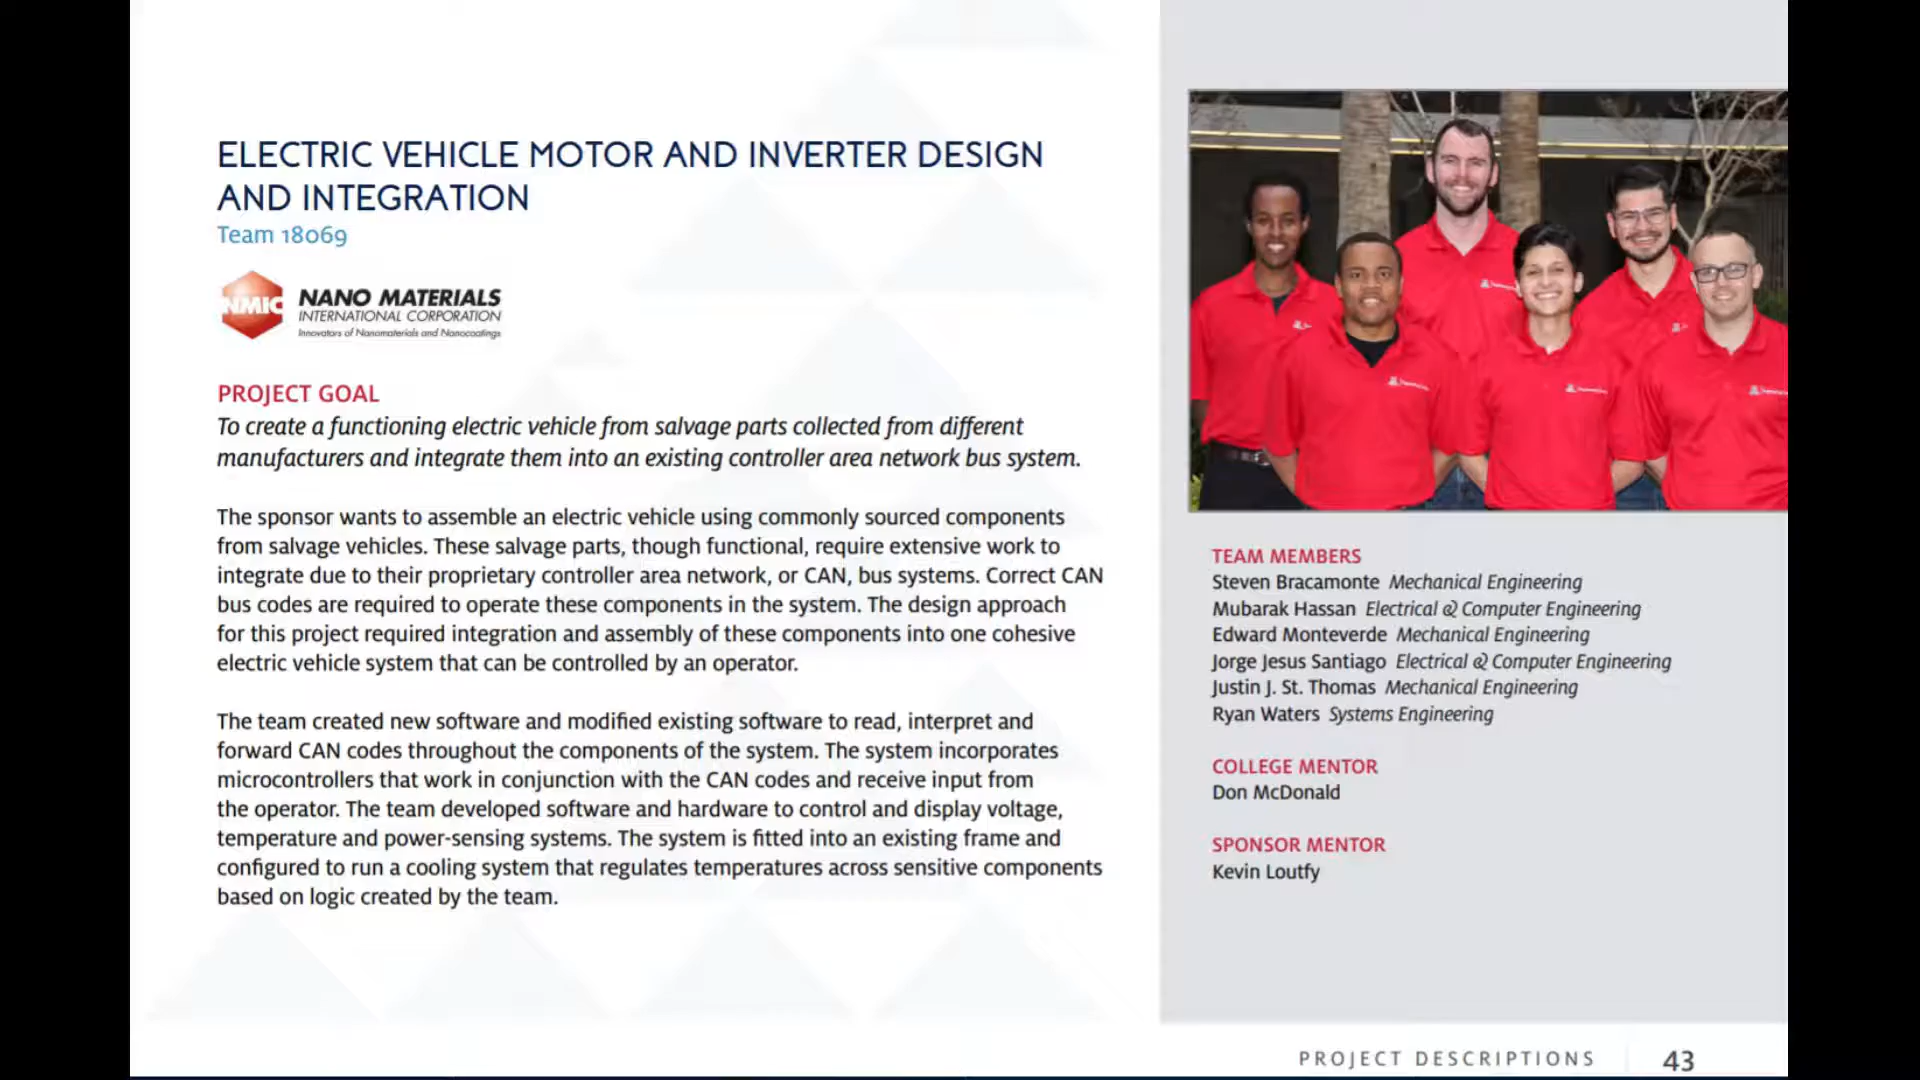 ELECTRIC VEHICLE MOTOR AND INVERTER DESIGN
AND INTEGRATION
Team 18069
NMIC
NANO MATERIALS
INTERNATIONAL CORPORATION
Innovators of Nanomaterials and Nanocoatings
PROJECT GOAL
To create a functioning electric vehicle from salvage parts collected from different
manufacturers and integrate them into an existing controller area network bus system.
The sponsor wants to assemble an electric vehicle using commonly sourced components
from salvage vehicles. These salvage parts, though functional, require extensive work to
integrate due to their proprietary controller area network, or CAN, bus systems. Correct CAN
bus codes are required to operate these components in the system. The design approach
for this project required integration and assembly of these components into one cohesive
electric vehicle system that can be controlled by an operator.
The team created new software and modified existing software to read, interpret and
forward CAN codes throughout the components of the system. The system incorporates
microcontrollers that work in conjunction with the CAN codes and receive input from
the operator. The team developed software and hardware to control and display voltage,
temperature and power-sensing systems. The system is fitted into an existing frame and
configured to run a cooling system that regulates temperatures across sensitive components
based on logic created by the team.
TEAM MEMBERS
Steven Bracamonte Mechanical Engineering
Mubarak Hassan Electrical & Computer Engineering
Edward Monteverde Mechanical Engineering
Jorge Jesus Santiago Electrical & Computer Engineering
Justin J. St. Thomas Mechanical Engineering
Ryan Waters Systems Engineering
COLLEGE MENTOR
Don McDonald
SPONSOR MENTOR
Kevin Loutfy
PROJECT DESCRIPTIONS 43